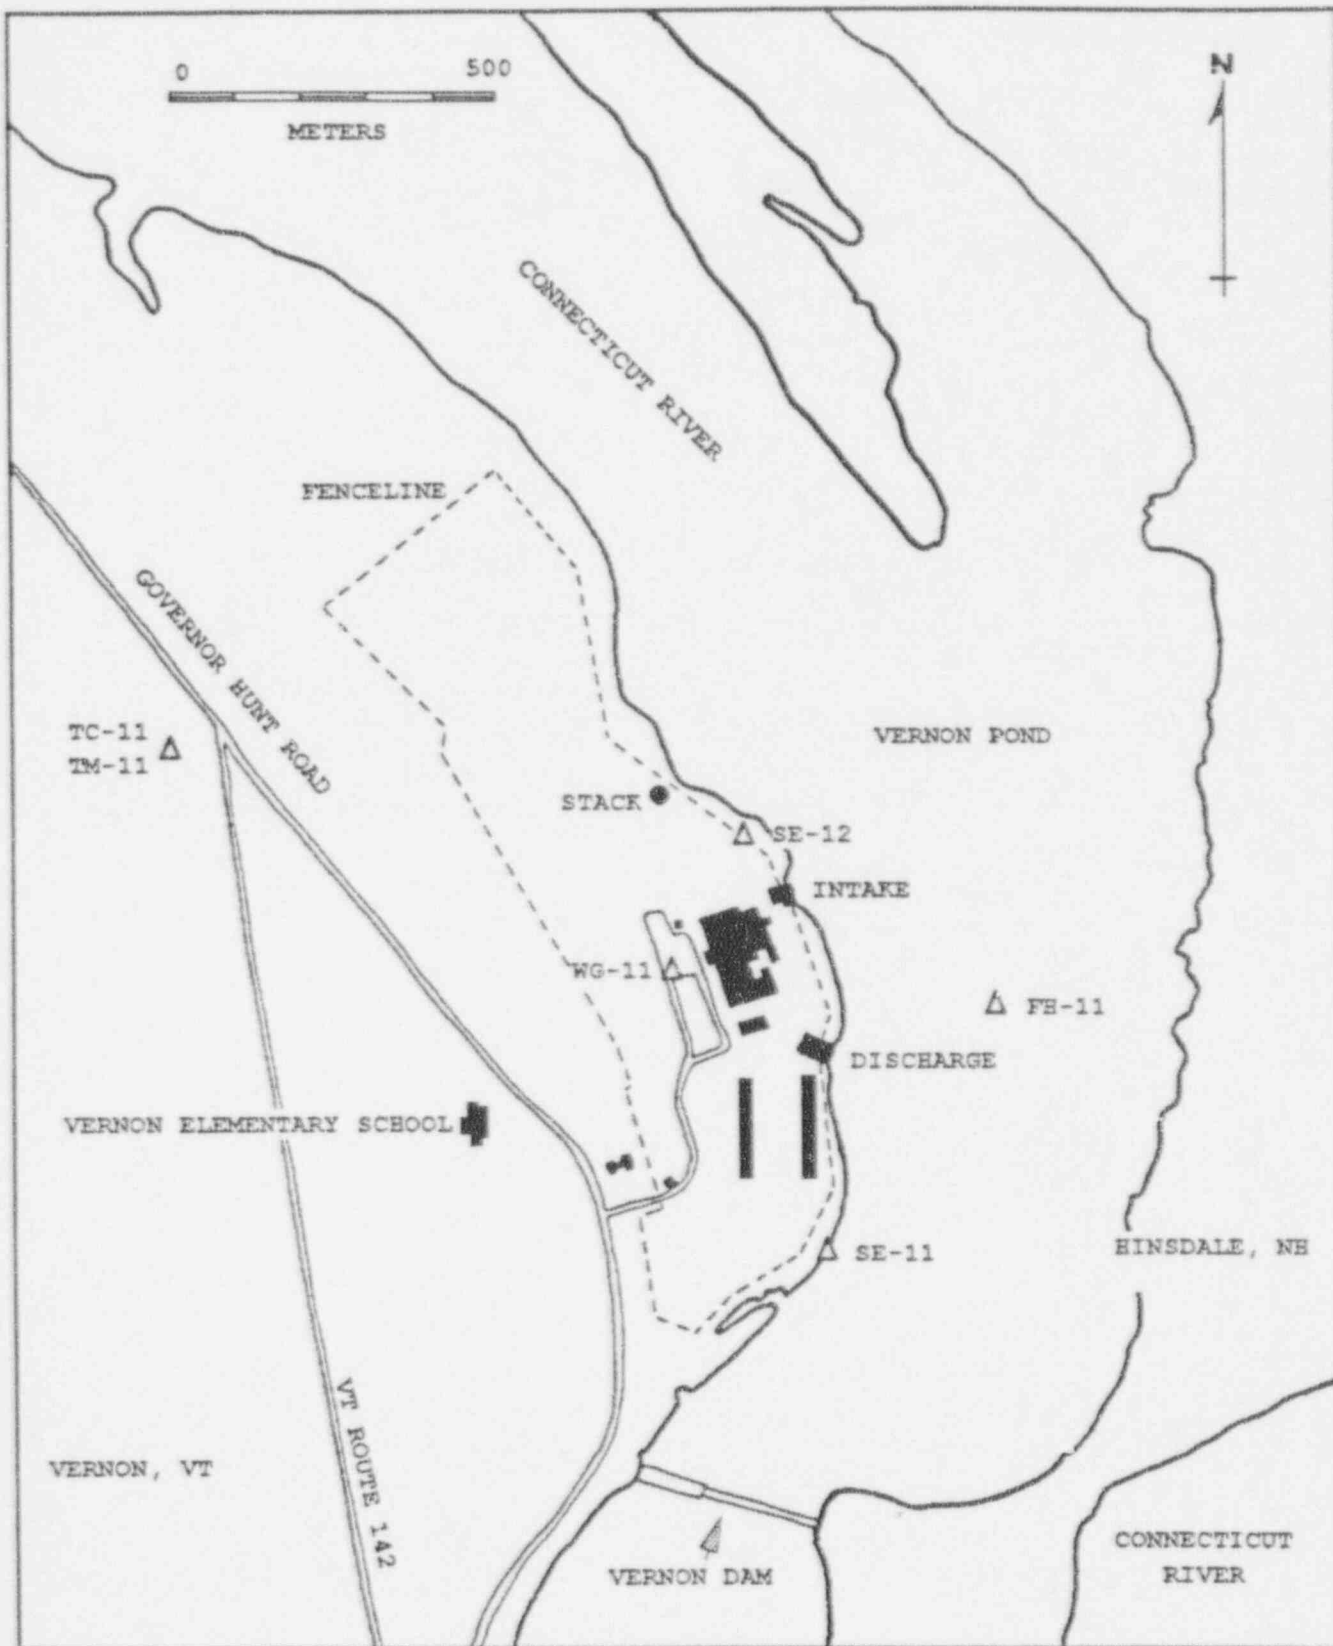 0 500
METERS
N
CONNECTICUT RIVER
FENCELINE
GOVERNOR HUNT ROAD
TC-11
TM-11
VERNON POND
STACK
SE-12
INTAKE
WG-11
FH-11
DISCHARGE
VERNON ELEMENTARY SCHOOL
SE-11
HINSDALE, NH
VT ROUTE 142
VERNON, VT
VERNON DAM
CONNECTICUT
RIVER